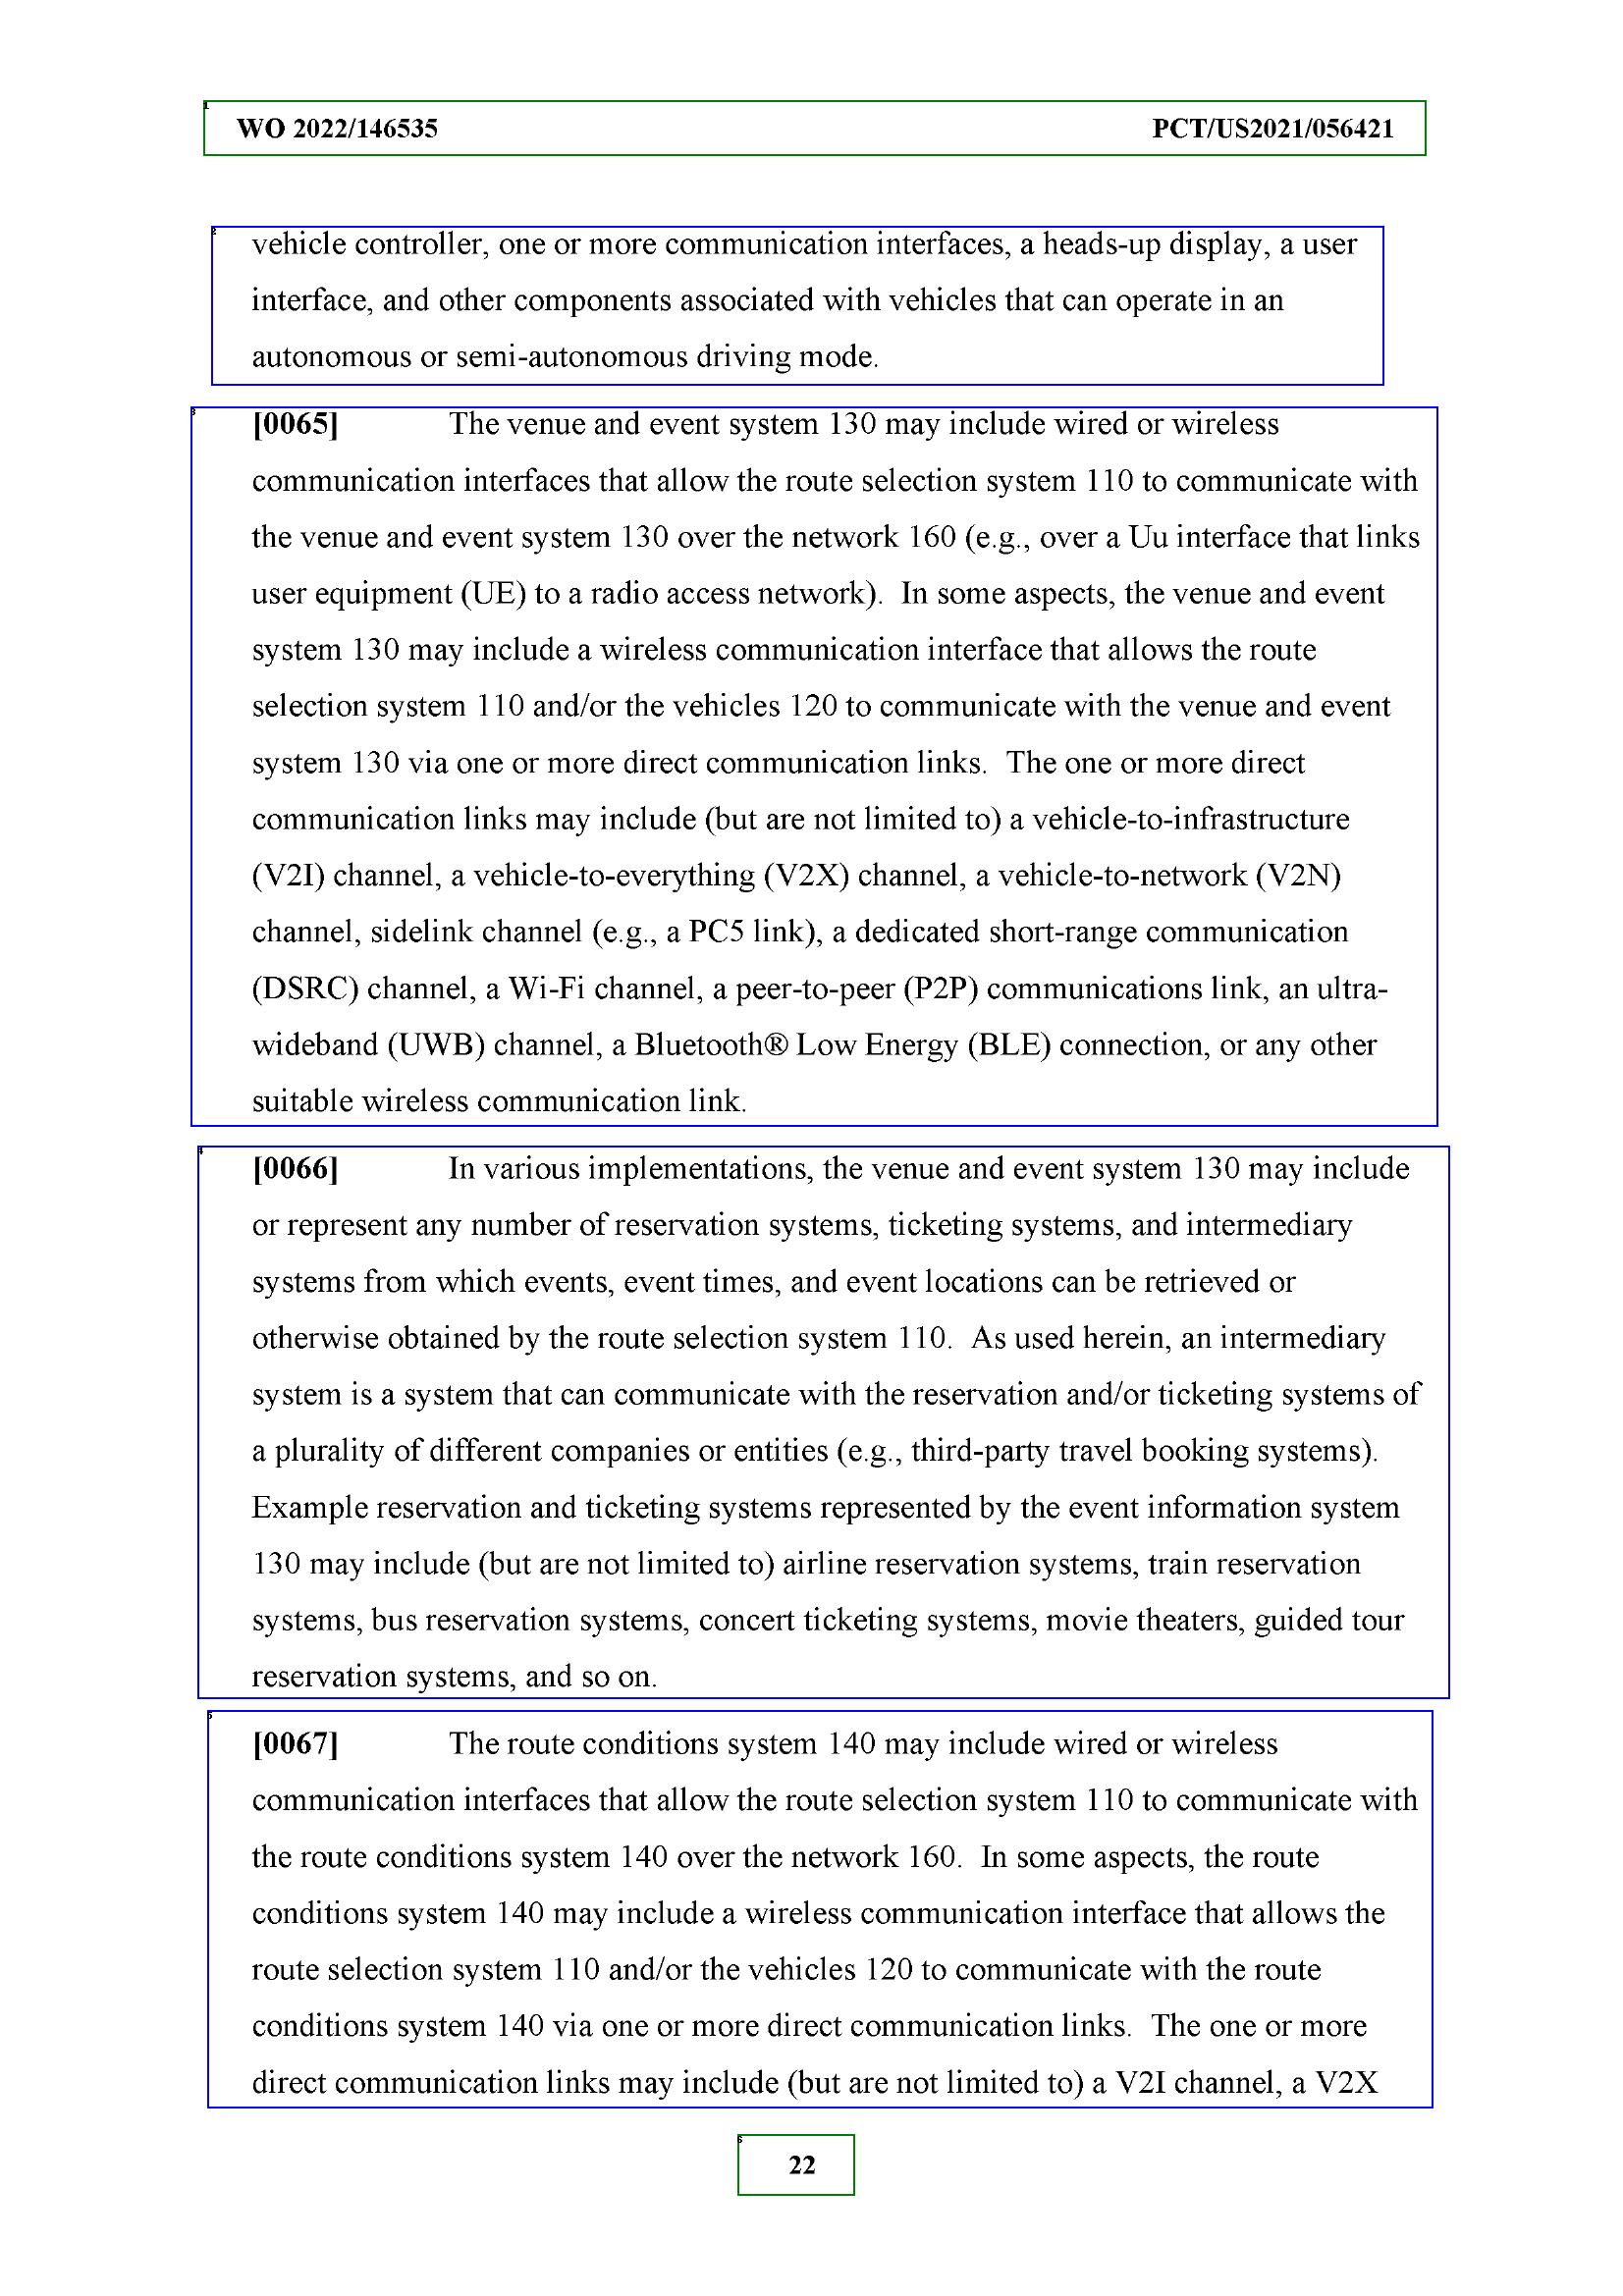 WO 2022/146535 PCT/US2021/056421
vehicle controller, one or more communication interfaces, a heads-up display, a user
interface, and other components associated with vehicles that can operate in an
autonomous or semi-autonomous driving mode.
[0065] The venue and event system 130 may include wired or wireless
communication interfaces that allow the route selection system 110 to communicate with
the venue and event system 130 over the network 160 (e.g., over a Uu interface that links
user equipment (UE) to a radio access network). In some aspects, the venue and event
system 130 may include a wireless communication interface that allows the route
selection system 110 and/or the vehicles 120 to communicate with the venue and event
system 130 via one or more direct communication links. The one or more direct
communication links may include (but are not limited to) a vehicle-to-infrastructure
(V2I) channel, a vehicle-to-everything (V2X) channel, a vehicle-to-network (V2N)
channel, sidelink channel (e.g., a PC5 link), a dedicated short-range communication
(DSRC) channel, a Wi-Fi channel, a peer-to-peer (P2P) communications link, an ultra-
wideband (UWB) channel, a Bluetooth® Low Energy (BLE) connection, or any other
suitable wireless communication link.
[0066] In various implementations, the venue and event system 130 may include
or represent any number of reservation systems, ticketing systems, and intermediary
systems from which events, event times, and event locations can be retrieved or
otherwise obtained by the route selection system 110. As used herein, an intermediary
system is a system that can communicate with the reservation and/or ticketing systems of
a plurality of different companies or entities (e.g., third-party travel booking systems).
Example reservation and ticketing systems represented by the event information system
130 may include (but are not limited to) airline reservation systems, train reservation
systems, bus reservation systems, concert ticketing systems, movie theaters, guided tour
reservation systems, and so on.
[0067] The route conditions system 140 may include wired or wireless
communication interfaces that allow the route selection system 110 to communicate with
the route conditions system 140 over the network 160. In some aspects, the route
conditions system 140 may include a wireless communication interface that allows the
route selection system 110 and/or the vehicles 120 to communicate with the route
conditions system 140 via one or more direct communication links. The one or more
direct communication links may include (but are not limited to) a V2I channel, a V2X
22